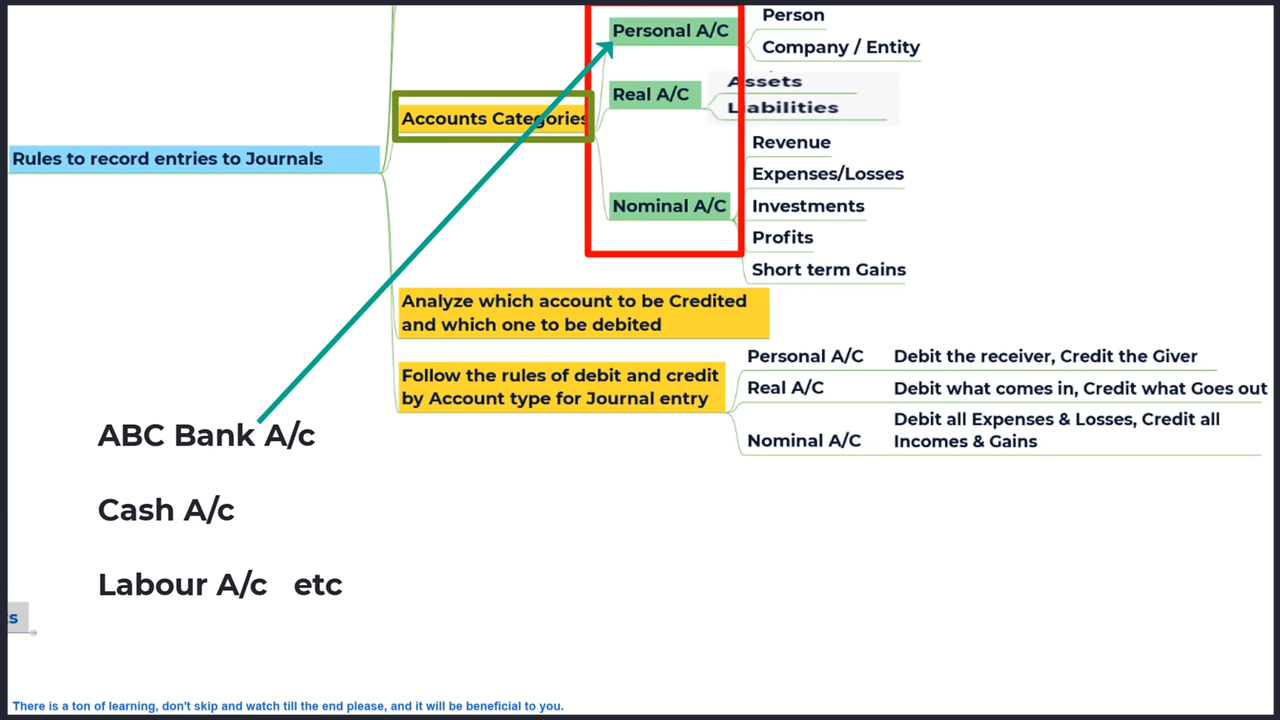 Personal A/C
Person
Company / Entity
Real A/C
Assets
Liabilities
Accounts Categories
Rules to record entries to Journals
Nominal A/C
Revenue
Expenses/Losses
Investments
Profits
Short term Gains
Analyze which account to be Credited
and which one to be debited
Follow the rules of debit and credit
by Account type for Journal entry
Personal A/C Debit the receiver, Credit the Giver
Real A/C Debit what comes in, Credit what Goes out
Nominal A/C Debit all Expenses & Losses, Credit all
Incomes & Gains
ABC Bank A/c
Cash A/c
Labour A/c etc
s
There is a ton of learning, don't skip and watch till the end please, and it will be beneficial to you.